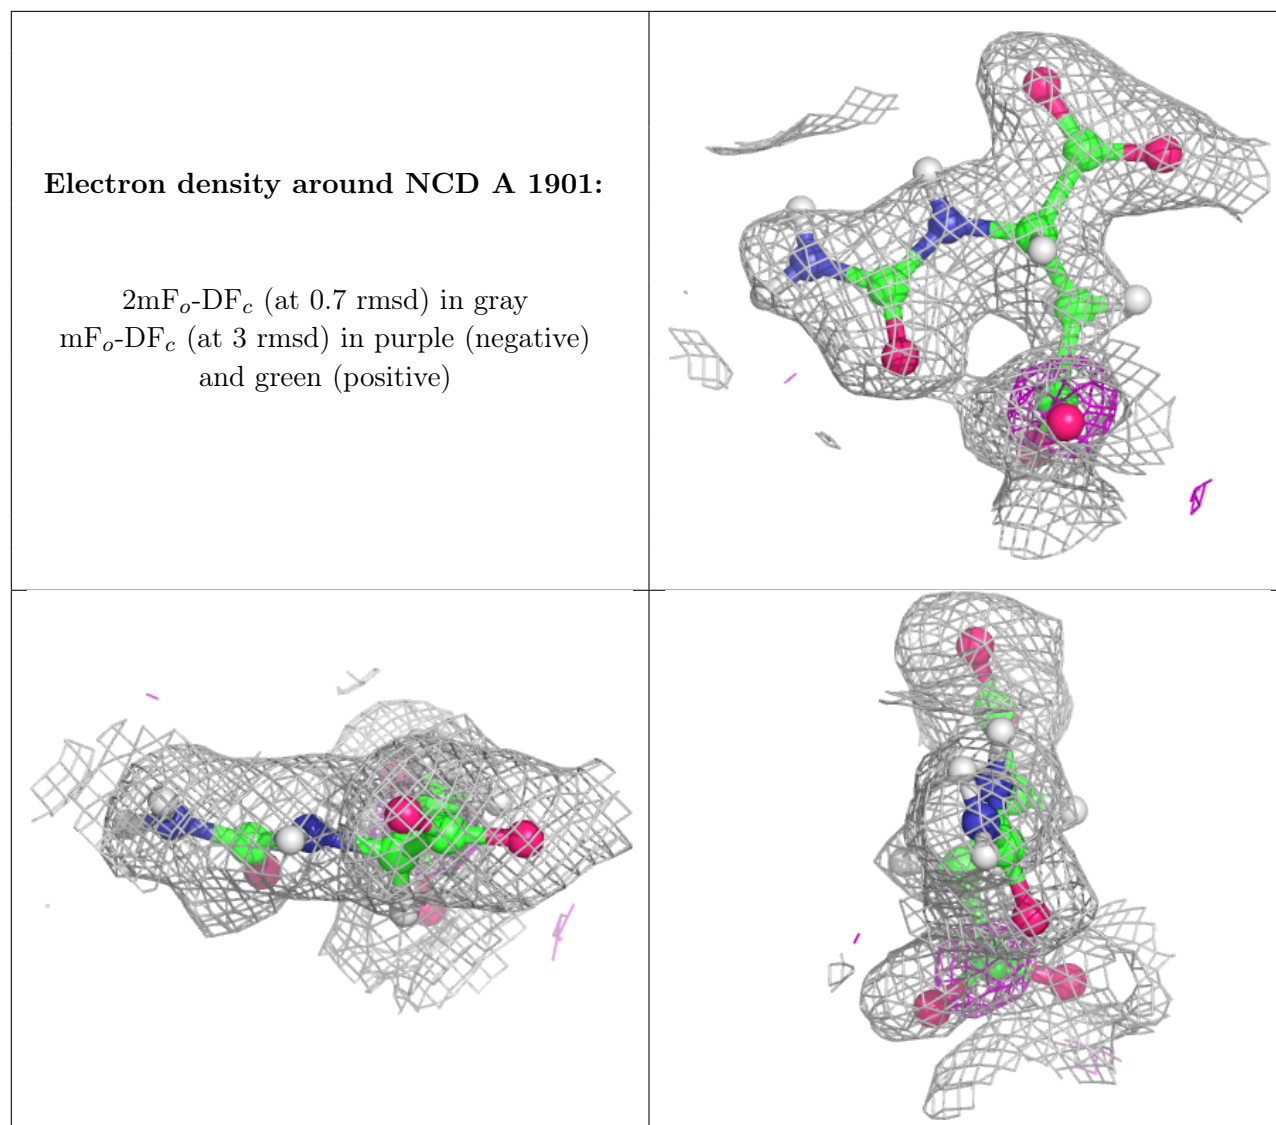 Electron density around NCD A 1901:
2mFo-DFc (at 0.7 rmsd) in gray
mFo-DFc (at 3 rmsd) in purple (negative)
and green (positive)